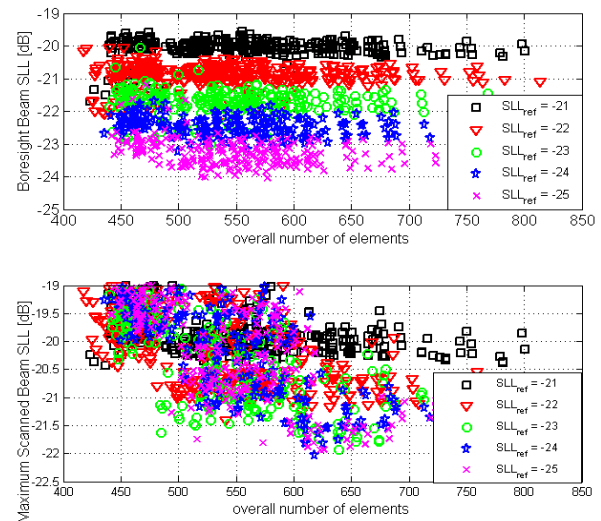 Boresight Beam SLL [dB]
-19
-20
-21
-22
-23
-24
-25
400 450 500 550 600 650 700 750 800 850
overall number of elements
SLLref = -21
SLLref = -22
SLLref = -23
SLLref = -24
SLLref = -25
Maximum Scanned Beam SLL [dB]
-19
-19.5
-20
-20.5
-21
-21.5
-22
-22.5
400 450 500 550 600 650 700 750 800 850
overall number of elements
SLLref = -21
SLLref = -22
SLLref = -23
SLLref = -24
SLLref = -25